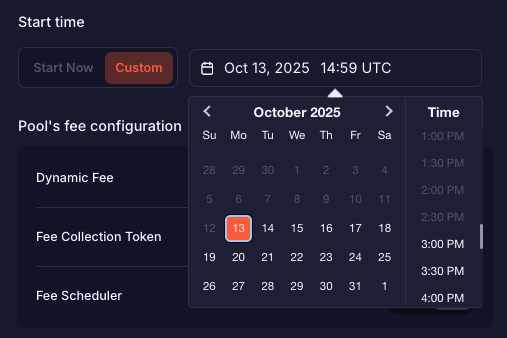 Start time
Start Now Custom Oct 13, 2025 14:59 UTC
October 2025 Time
Su Mo Tu We Th Fr Sa
1:00 PM
28 29 30 1 2 3 4
1:30 PM
5 6 7 8 9 10 11
2:00 PM
2:30 PM
12 13 14 15 16 17 18
3:00 PM
19 20 21 22 23 24 25
3:30 PM
26 27 28 29 30 31 1
4:00 PM
Pool's fee configuration
Dynamic Fee
Fee Collection Token
Fee Scheduler